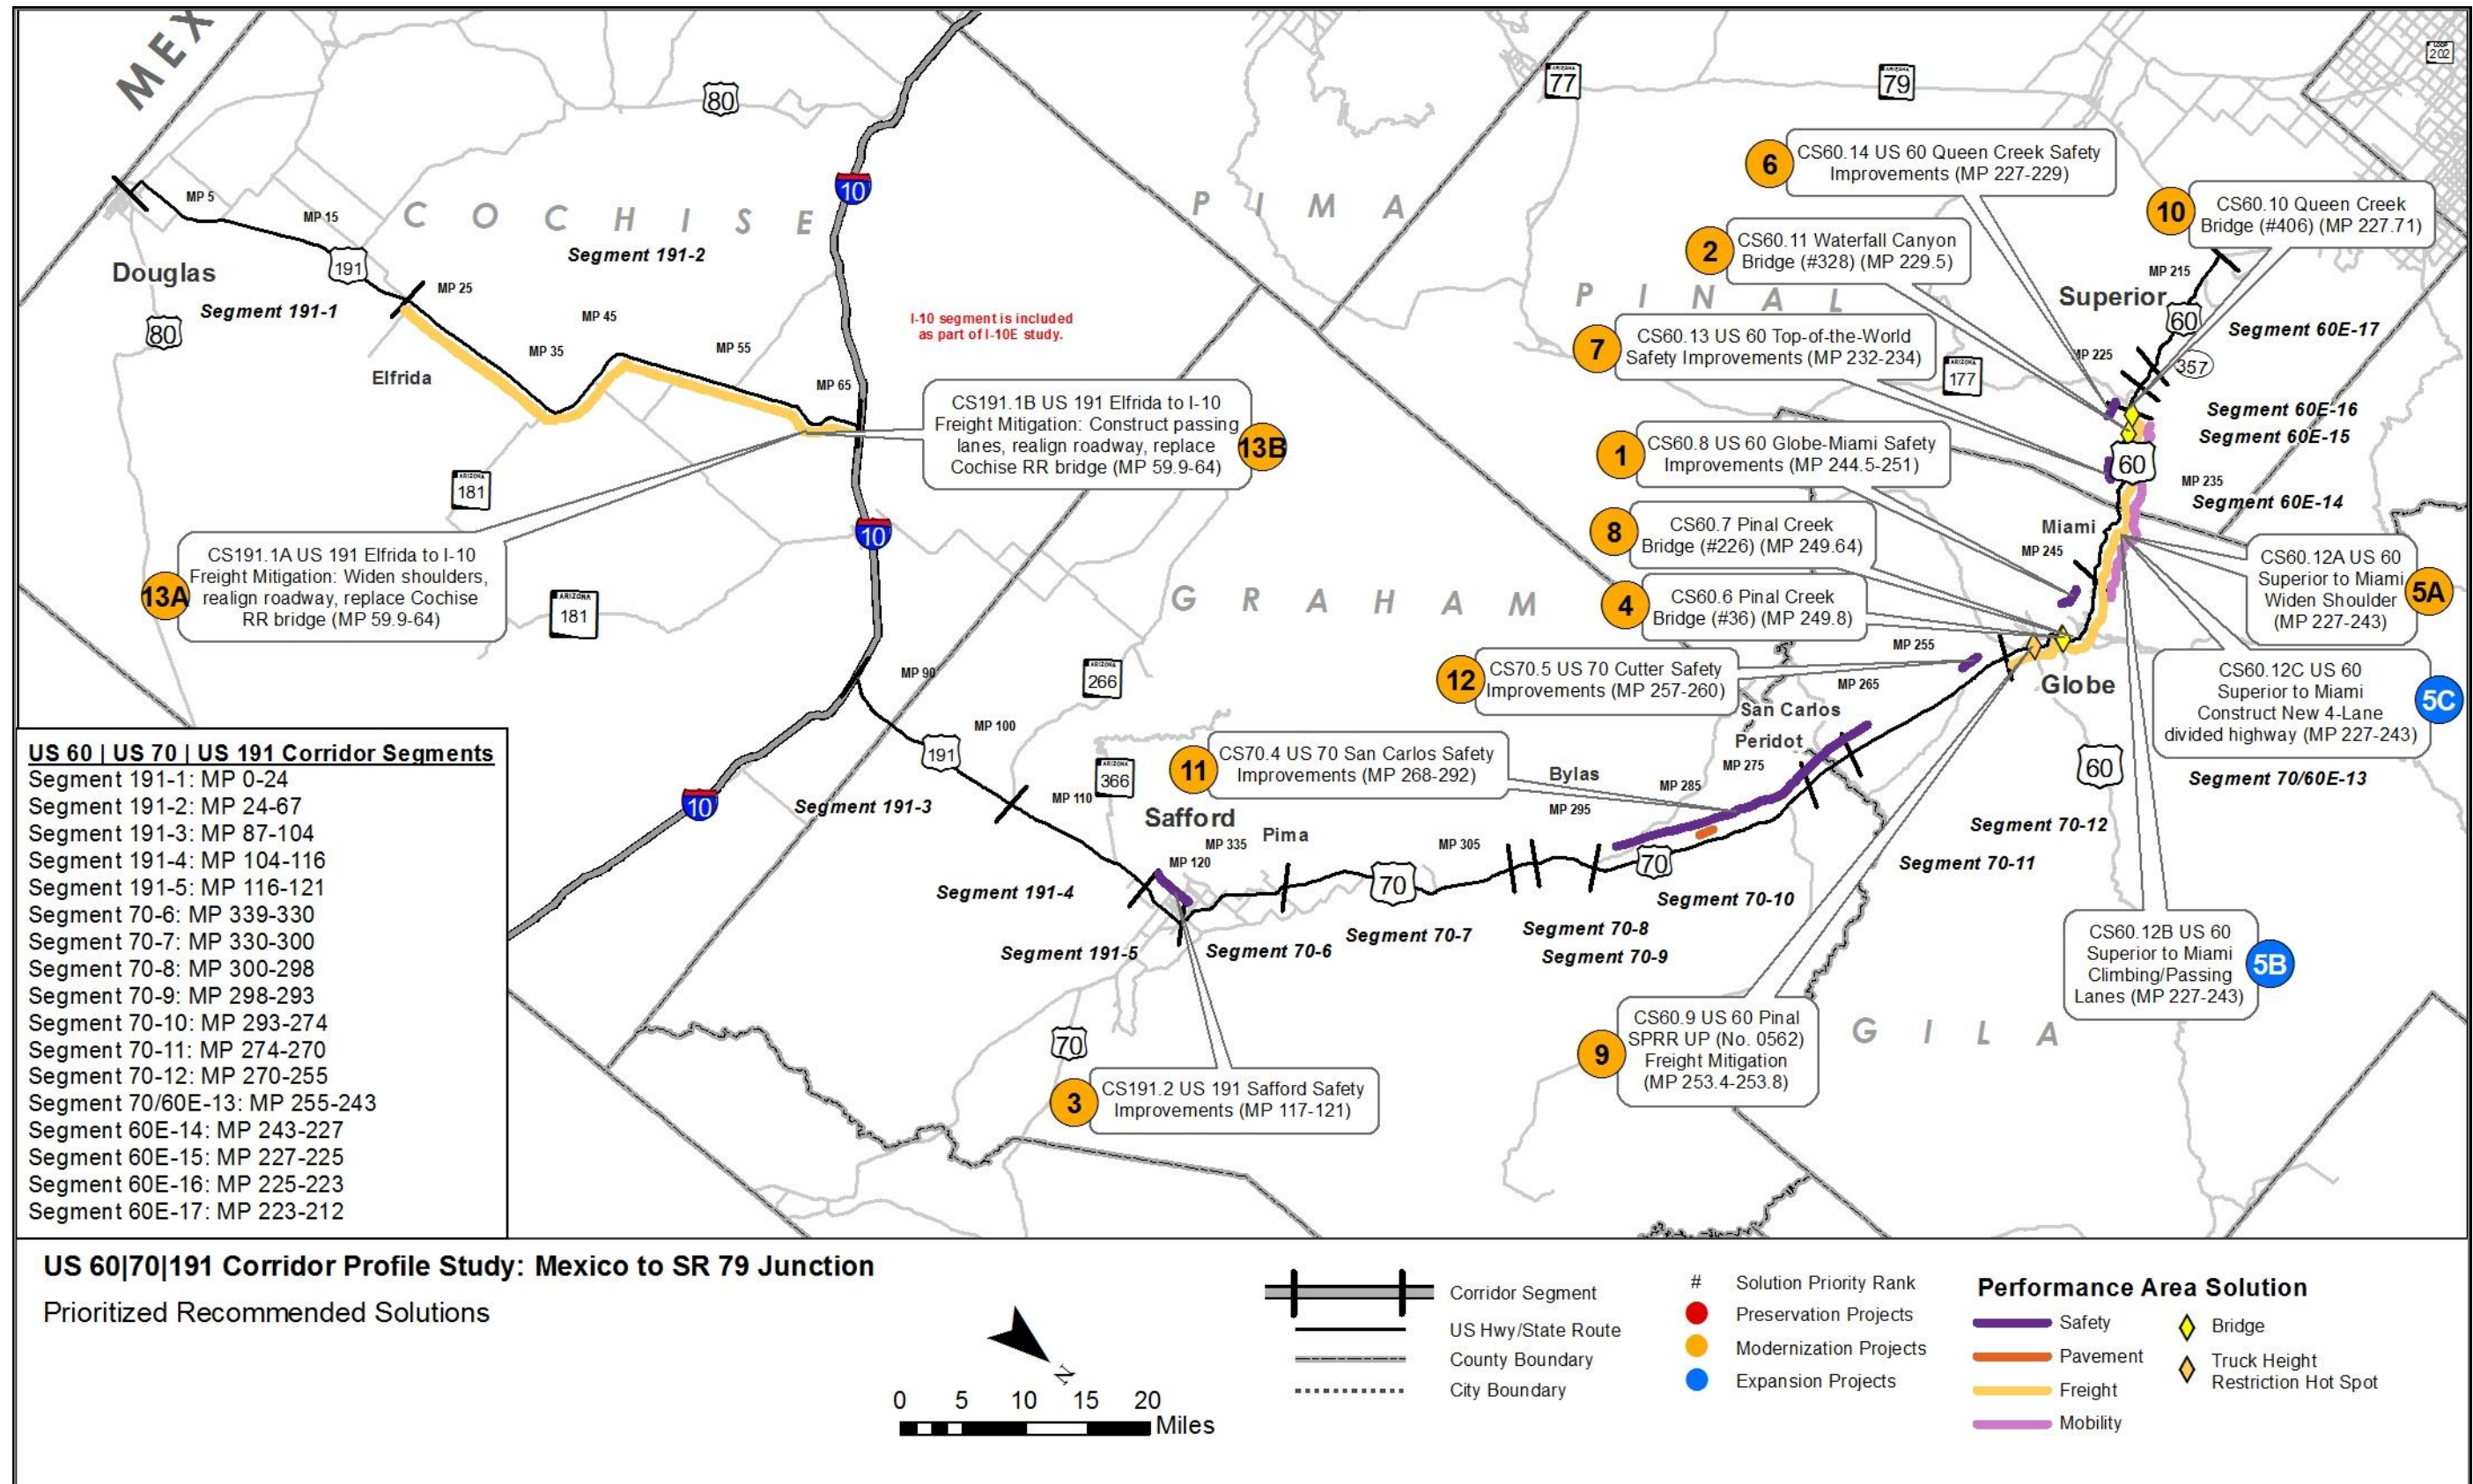 MEX
80
ARIZONA
77
ARIZONA
79
LOOP
202
10
MP 5
MP 15
COCHISE
PIMA
6
CS60.14 US 60 Queen Creek Safety
Improvements (MP 227-229)
10
CS60.10 Queen Creek
Bridge (#406) (MP 227.71)
2
CS60.11 Waterfall Canyon
Bridge (#328) (MP 229.5)
Segment 191-2
Douglas
191
MP 25
Segment 191-1
80
MP 45
MP 35
MP 55
Elfrida
MP 65
I-10 segment is included
as part of I-10E study.
PINAL
MP 215
Superior
60
Segment 60E-17
7
CS60.13 US 60 Top-of-the-World
Safety Improvements (MP 232-234)
ARIZONA
177
MP 225
357
Segment 60E-16
Segment 60E-15
CS191.1B US 191 Elfrida to I-10
Freight Mitigation: Construct passing
lanes, realign roadway, replace
Cochise RR bridge (MP 59.9-64)
13B
1
CS60.8 US 60 Globe-Miami Safety
Improvements (MP 244.5-251)
60
MP 235
Segment 60E-14
ARIZONA
181
10
8
CS60.7 Pinal Creek
Bridge (#226) (MP 249.64)
Miami
MP 245
13A
CS191.1A US 191 Elfrida to I-10
Freight Mitigation: Widen shoulders,
realign roadway, replace Cochise
RR bridge (MP 59.9-64)
ARIZONA
181
GRAHAM
4
CS60.6 Pinal Creek
Bridge (#36) (MP 249.8)
CS60.12A US 60
Superior to Miami
Widen Shoulder
(MP 227-243)
5A
MP 90
ARIZONA
266
12
CS70.5 US 70 Cutter Safety
Improvements (MP 257-260)
MP 255
MP 265
Globe
CS60.12C US 60
Superior to Miami
Construct New 4-Lane
divided highway (MP 227-243)
5C
San Carlos
Peridot
MP 275
MP 100
191
ARIZONA
366
MP 110
11
CS70.4 US 70 San Carlos Safety
Improvements (MP 268-292)
Bylas
MP 285
MP 295
60
Segment 70/60E-13
Segment 191-3
10
Safford
MP 335
Pima
MP 120
MP 305
Segment 70-12
Segment 70-11
70
70
Segment 191-4
Segment 70-10
Segment 191-5
Segment 70-6
Segment 70-7
Segment 70-8
Segment 70-9
CS60.12B US 60
Superior to Miami
Climbing/Passing
Lanes (MP 227-243)
5B
70
9
CS60.9 US 60 Pinal
SPRR UP (No. 0562)
Freight Mitigation
(MP 253.4-253.8)
GILA
3
CS191.2 US 191 Safford Safety
Improvements (MP 117-121)
US 60 | US 70 | US 191 Corridor Segments
Segment 191-1: MP 0-24
Segment 191-2: MP 24-67
Segment 191-3: MP 87-104
Segment 191-4: MP 104-116
Segment 191-5: MP 116-121
Segment 70-6: MP 339-330
Segment 70-7: MP 330-300
Segment 70-8: MP 300-298
Segment 70-9: MP 298-293
Segment 70-10: MP 293-274
Segment 70-11: MP 274-270
Segment 70-12: MP 270-255
Segment 70/60E-13: MP 255-243
Segment 60E-14: MP 243-227
Segment 60E-15: MP 227-225
Segment 60E-16: MP 225-223
Segment 60E-17: MP 223-212
US 60|70|191 Corridor Profile Study: Mexico to SR 79 Junction
Prioritized Recommended Solutions
N
0 5 10 15 20
Miles
Corridor Segment
US Hwy/State Route
County Boundary
City Boundary
# Solution Priority Rank
Preservation Projects
Modernization Projects
Expansion Projects
Performance Area Solution
Safety
Pavement
Freight
Mobility
Bridge
Truck Height
Restriction Hot Spot